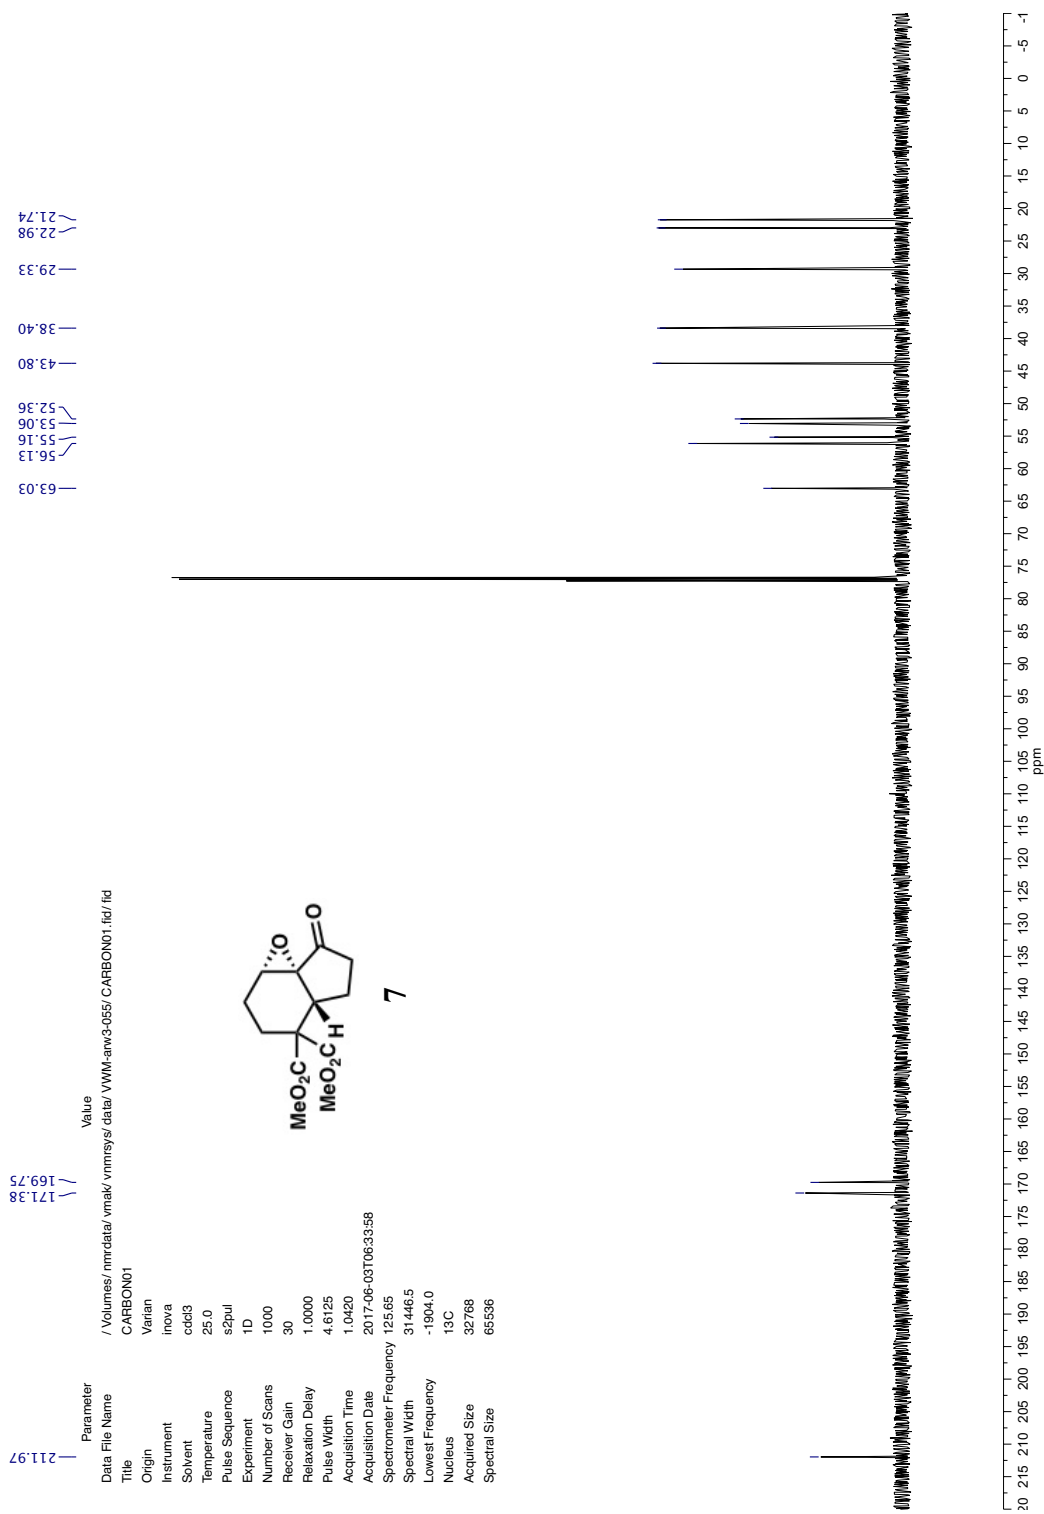 Parameter Value
Data File Name / Volumes/ nmrdata/ vmak/ vnmrsys/ data/ VWM-arw3-055/ CARBON01.fid/ fid
Title CARBON01
Origin Varian
Instrument inova
Solvent cdcl3
Temperature 25.0
Pulse Sequence s2pul
Experiment 1D
Number of Scans 1000
Receiver Gain 30
Relaxation Delay 1.0000
Pulse Width 4.6125
Acquisition Time 1.0420
Acquisition Date 2017-06-03T06:33:58
Spectrometer Frequency 125.65
Spectral Width 31446.5
Lowest Frequency -1904.0
Nucleus 13C
Acquired Size 32768
Spectral Size 65536
211.97
171.38
169.75
63.03
56.13
55.16
53.06
52.36
43.80
38.40
29.33
22.98
21.74
O
O
MeO2C
MeO2C
H
7
20 215 210 205 200 195 190 185 180 175 170 165 160 155 150 145 140 135 130 125 120 115 110 105 100 95 90 85 80 75 70 65 60 55 50 45 40 35 30 25 20 15 10 5 0 -5 -1
ppm